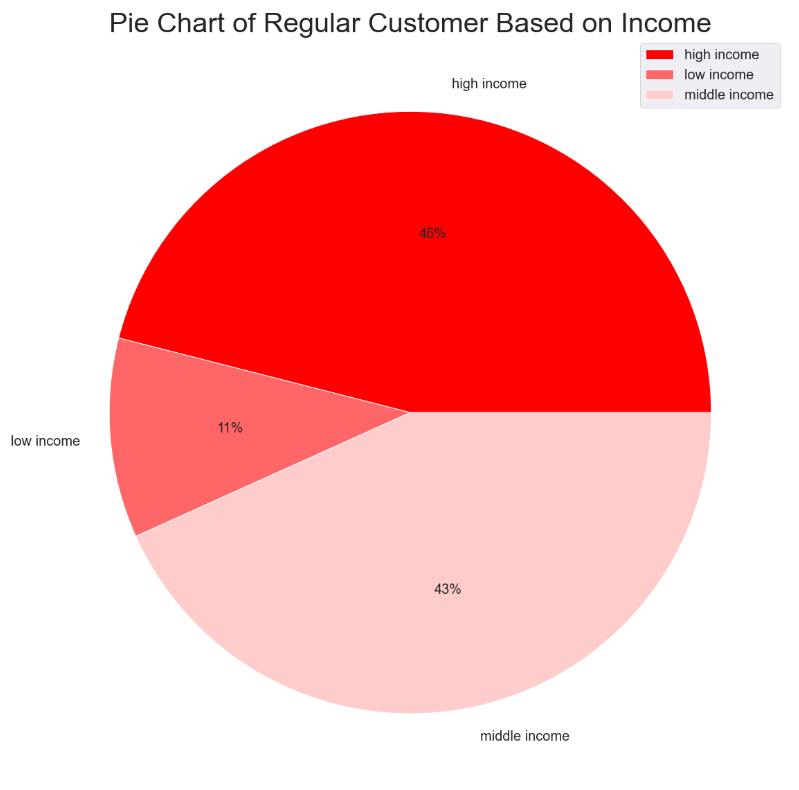 Pie Chart of Regular Customer Based on Income
high income
low income
middle income
high income
46%
11%
low income
43%
middle income